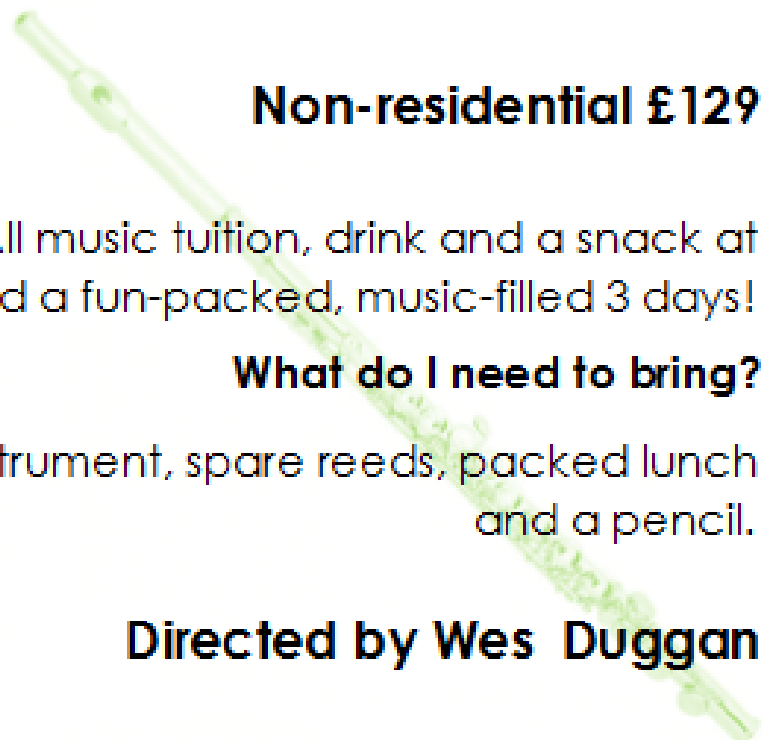 Non-residential £129
ll music tuition, drink and a snack at
d a fun-packed, music-filled 3 days!
What do I need to bring?
trument, spare reeds, packed lunch
and a pencil.
Directed by Wes Duggan